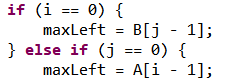 if (i == 0) {
    maxLeft = B[j - 1];
} else if (j == 0) {
    maxLeft = A[i - 1];